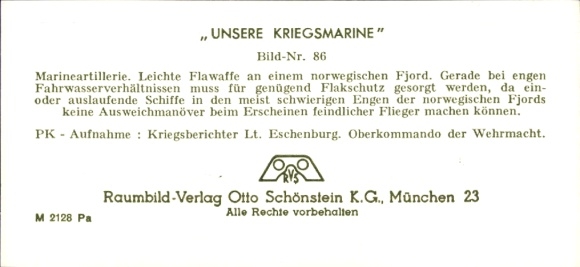 „UNSERE KRIEGSMARINE”
Bild-Nr. 86
Marineartillerie. Leichte Flawaffe an einem norwegischen Fjord. Gerade bei engen
Fahrwasserverhältnissen muss für genügend Flakschutz gesorgt werden, da ein-
oder auslaufende Schiffe in den meist schwierigen Engen der norwegischen Fjords
keine Ausweichmanöver beim Erscheinen feindlicher Flieger machen können.
PK - Aufnahme : Kriegsberichter Lt. Eschenburg. Oberkommando der Wehrmacht.
RVS
Raumbild-Verlag Otto Schönstein K.G., München 23
Alle Rechte vorbehalten
M 2128 Pa